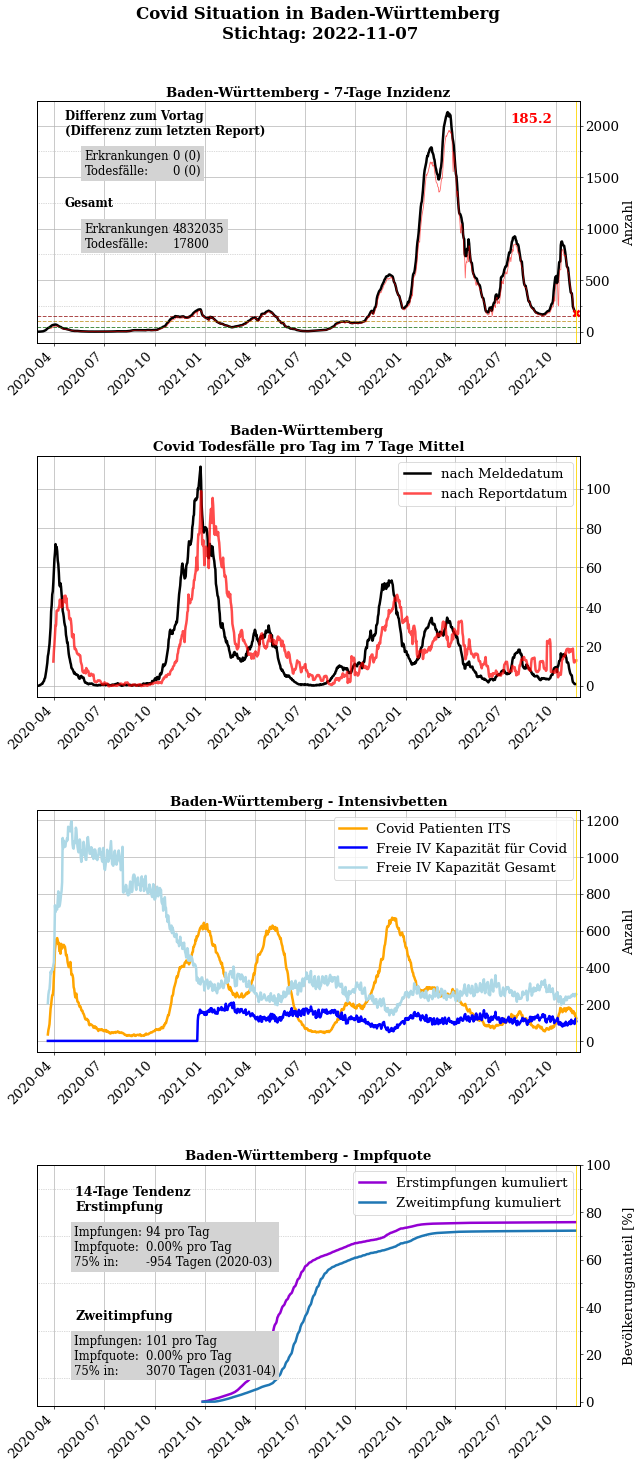 Covid Situation in Baden-Württemberg
Stichtag: 2022-11-07
Baden-Württemberg - 7-Tage Inzidenz
Differenz zum Vortag
(Differenz zum letzten Report)
Erkrankungen 0 (0)
Todesfälle: 0 (0)
Gesamt
Erkrankungen 4832035
Todesfälle: 17800
185.2
2000
1500
1000
500
0
Anzahl
2020-04
2020-07
2020-10
2021-01
2021-04
2021-07
2021-10
2022-01
2022-04
2022-07
2022-10
Baden-Württemberg
Covid Todesfälle pro Tag im 7 Tage Mittel
nach Meldedatum
nach Reportdatum
100
80
60
40
20
0
2020-04
2020-07
2020-10
2021-01
2021-04
2021-07
2021-10
2022-01
2022-04
2022-07
2022-10
Baden-Württemberg - Intensivbetten
Covid Patienten ITS
Freie IV Kapazität für Covid
Freie IV Kapazität Gesamt
1200
1000
800
600
400
200
0
Anzahl
2020-04
2020-07
2020-10
2021-01
2021-04
2021-07
2021-10
2022-01
2022-04
2022-07
2022-10
Baden-Württemberg - Impfquote
14-Tage Tendenz
Erstimpfung
Impfungen: 94 pro Tag
Impfquote: 0.00% pro Tag
75% in: -954 Tagen (2020-03)
Zweitimpfung
Impfungen: 101 pro Tag
Impfquote: 0.00% pro Tag
75% in: 3070 Tagen (2031-04)
Erstimpfungen kumuliert
Zweitimpfung kumuliert
100
80
60
40
20
0
Bevölkerungsanteil [%]
2020-04
2020-07
2020-10
2021-01
2021-04
2021-07
2021-10
2022-01
2022-04
2022-07
2022-10